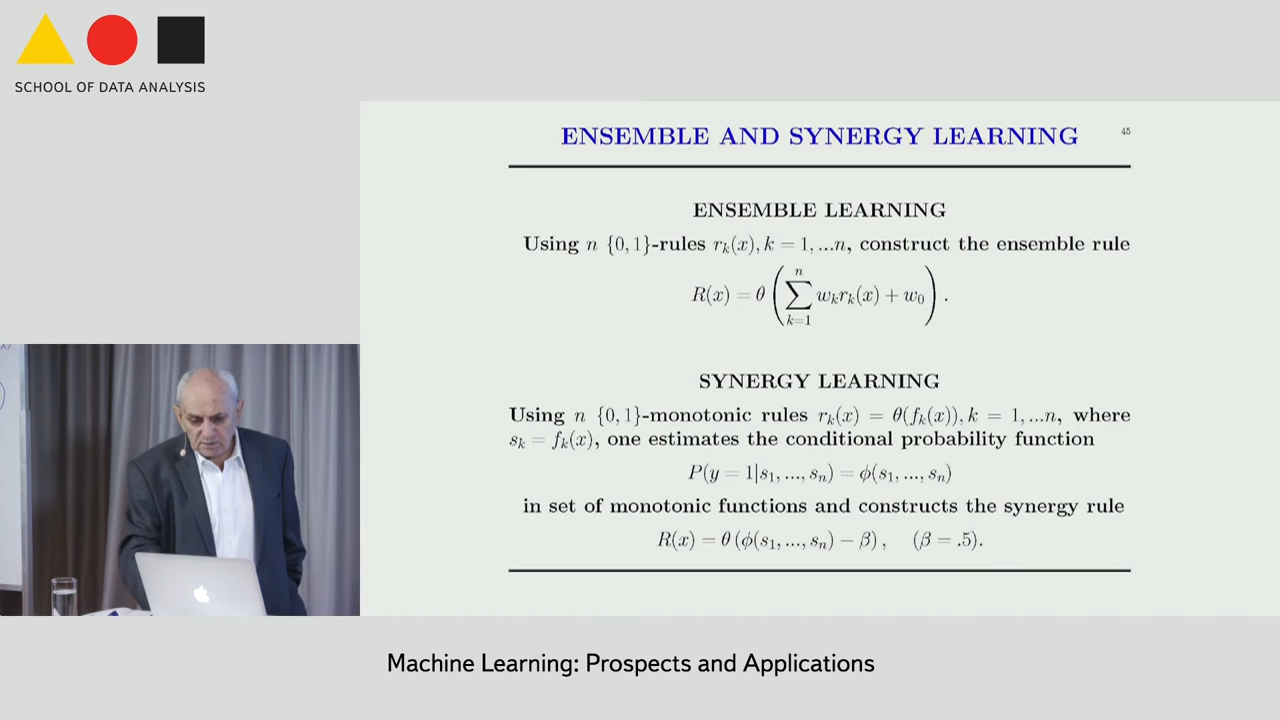 SCHOOL OF DATA ANALYSIS
ENSEMBLE AND SYNERGY LEARNING
45
ENSEMBLE LEARNING
Using n {0,1}-rules r_k(x), k = 1, ...n, construct the ensemble rule
R(x) = θ ( ∑_{k=1}^{n} w_k r_k(x) + w_0 ) .
SYNERGY LEARNING
Using n {0,1}-monotonic rules r_k(x) = θ(f_k(x)), k = 1, ...n, where
s_k = f_k(x), one estimates the conditional probability function
P(y = 1|s_1, ..., s_n) = ϕ(s_1, ..., s_n)
in set of monotonic functions and constructs the synergy rule
R(x) = θ (ϕ(s_1, ..., s_n) − β) , (β = .5).
Machine Learning: Prospects and Applications